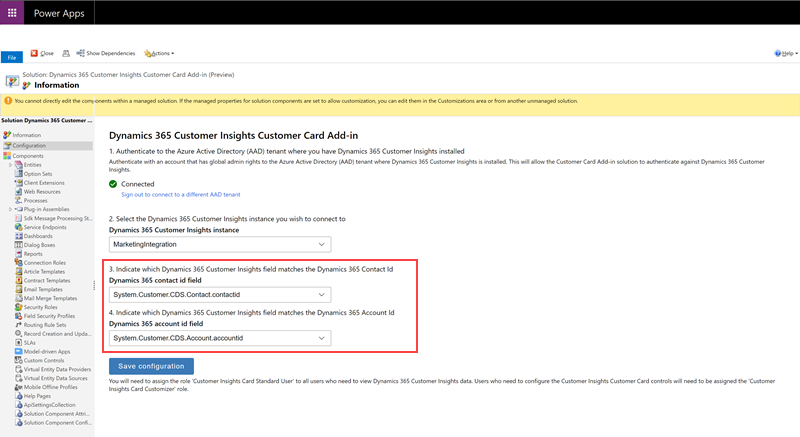 Power Apps
File
Close
Show Dependencies
Actions
Help
Solution: Dynamics 365 Customer Insights Customer Card Add-in (Preview)
Information
You cannot directly edit the components within a managed solution. If the managed properties for solution components are set to allow customization, you can edit them in the Customizations area or from another unmanaged solution.
Solution Dynamics 365 Customer ...
Information
Configuration
Components
Entities
Option Sets
Client Extensions
Web Resources
Processes
Plug-in Assemblies
Sdk Message Processing St...
Service Endpoints
Dashboards
Dialog Boxes
Reports
Connection Roles
Article Templates
Contract Templates
Email Templates
Mail Merge Templates
Security Roles
Field Security Profiles
Routing Rule Sets
Record Creation and Upda...
SLAs
Model-driven Apps
Custom Controls
Virtual Entity Data Providers
Virtual Entity Data Sources
Mobile Offline Profiles
Help Pages
ApiSettingsCollection
Solution Component Attri...
Solution Component Confi...
Dynamics 365 Customer Insights Customer Card Add-in
1. Authenticate to the Azure Active Directory (AAD) tenant where you have Dynamics 365 Customer Insights installed
Authenticate with an account that has global admin rights to the Azure Active Directory (AAD) tenant where Dynamics 365 Customer Insights is installed. This will allow the Customer Card Add-in solution to authenticate against Dynamics 365 Customer
Insights.
Connected
Sign out to connect to a different AAD tenant
2. Select the Dynamics 365 Customer Insights instance you wish to connect to
Dynamics 365 Customer Insights instance
MarketingIntegration
3. Indicate which Dynamics 365 Customer Insights field matches the Dynamics 365 Contact Id
Dynamics 365 contact id field
System.Customer.CDS.Contact.contactid
4. Indicate which Dynamics 365 Customer Insights field matches the Dynamics 365 Account Id
Dynamics 365 account id field
System.Customer.CDS.Account.accountid
Save configuration
You will need to assign the role 'Customer Insights Card Standard User' to all users who need to view Dynamics 365 Customer Insights data. Users who need to configure the Customer Insights Customer Card controls will need to be assigned the 'Customer
Insights Card Customizer' role.